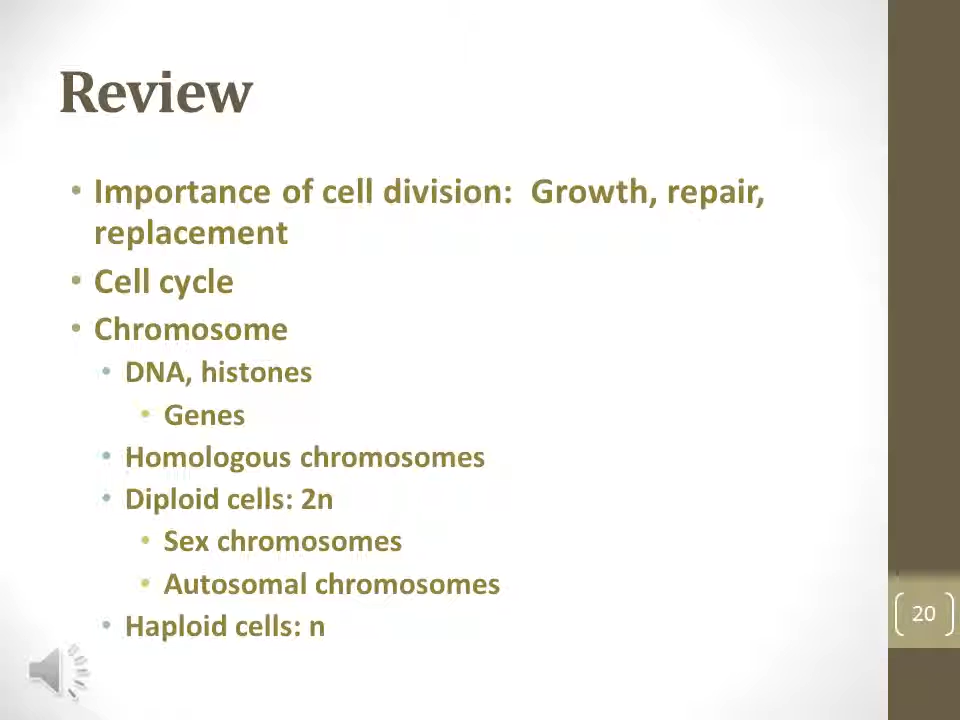 Review
• Importance of cell division:  Growth, repair,
replacement
• Cell cycle
• Chromosome
• DNA, histones
• Genes
• Homologous chromosomes
• Diploid cells: 2n
• Sex chromosomes
• Autosomal chromosomes
• Haploid cells: n
20